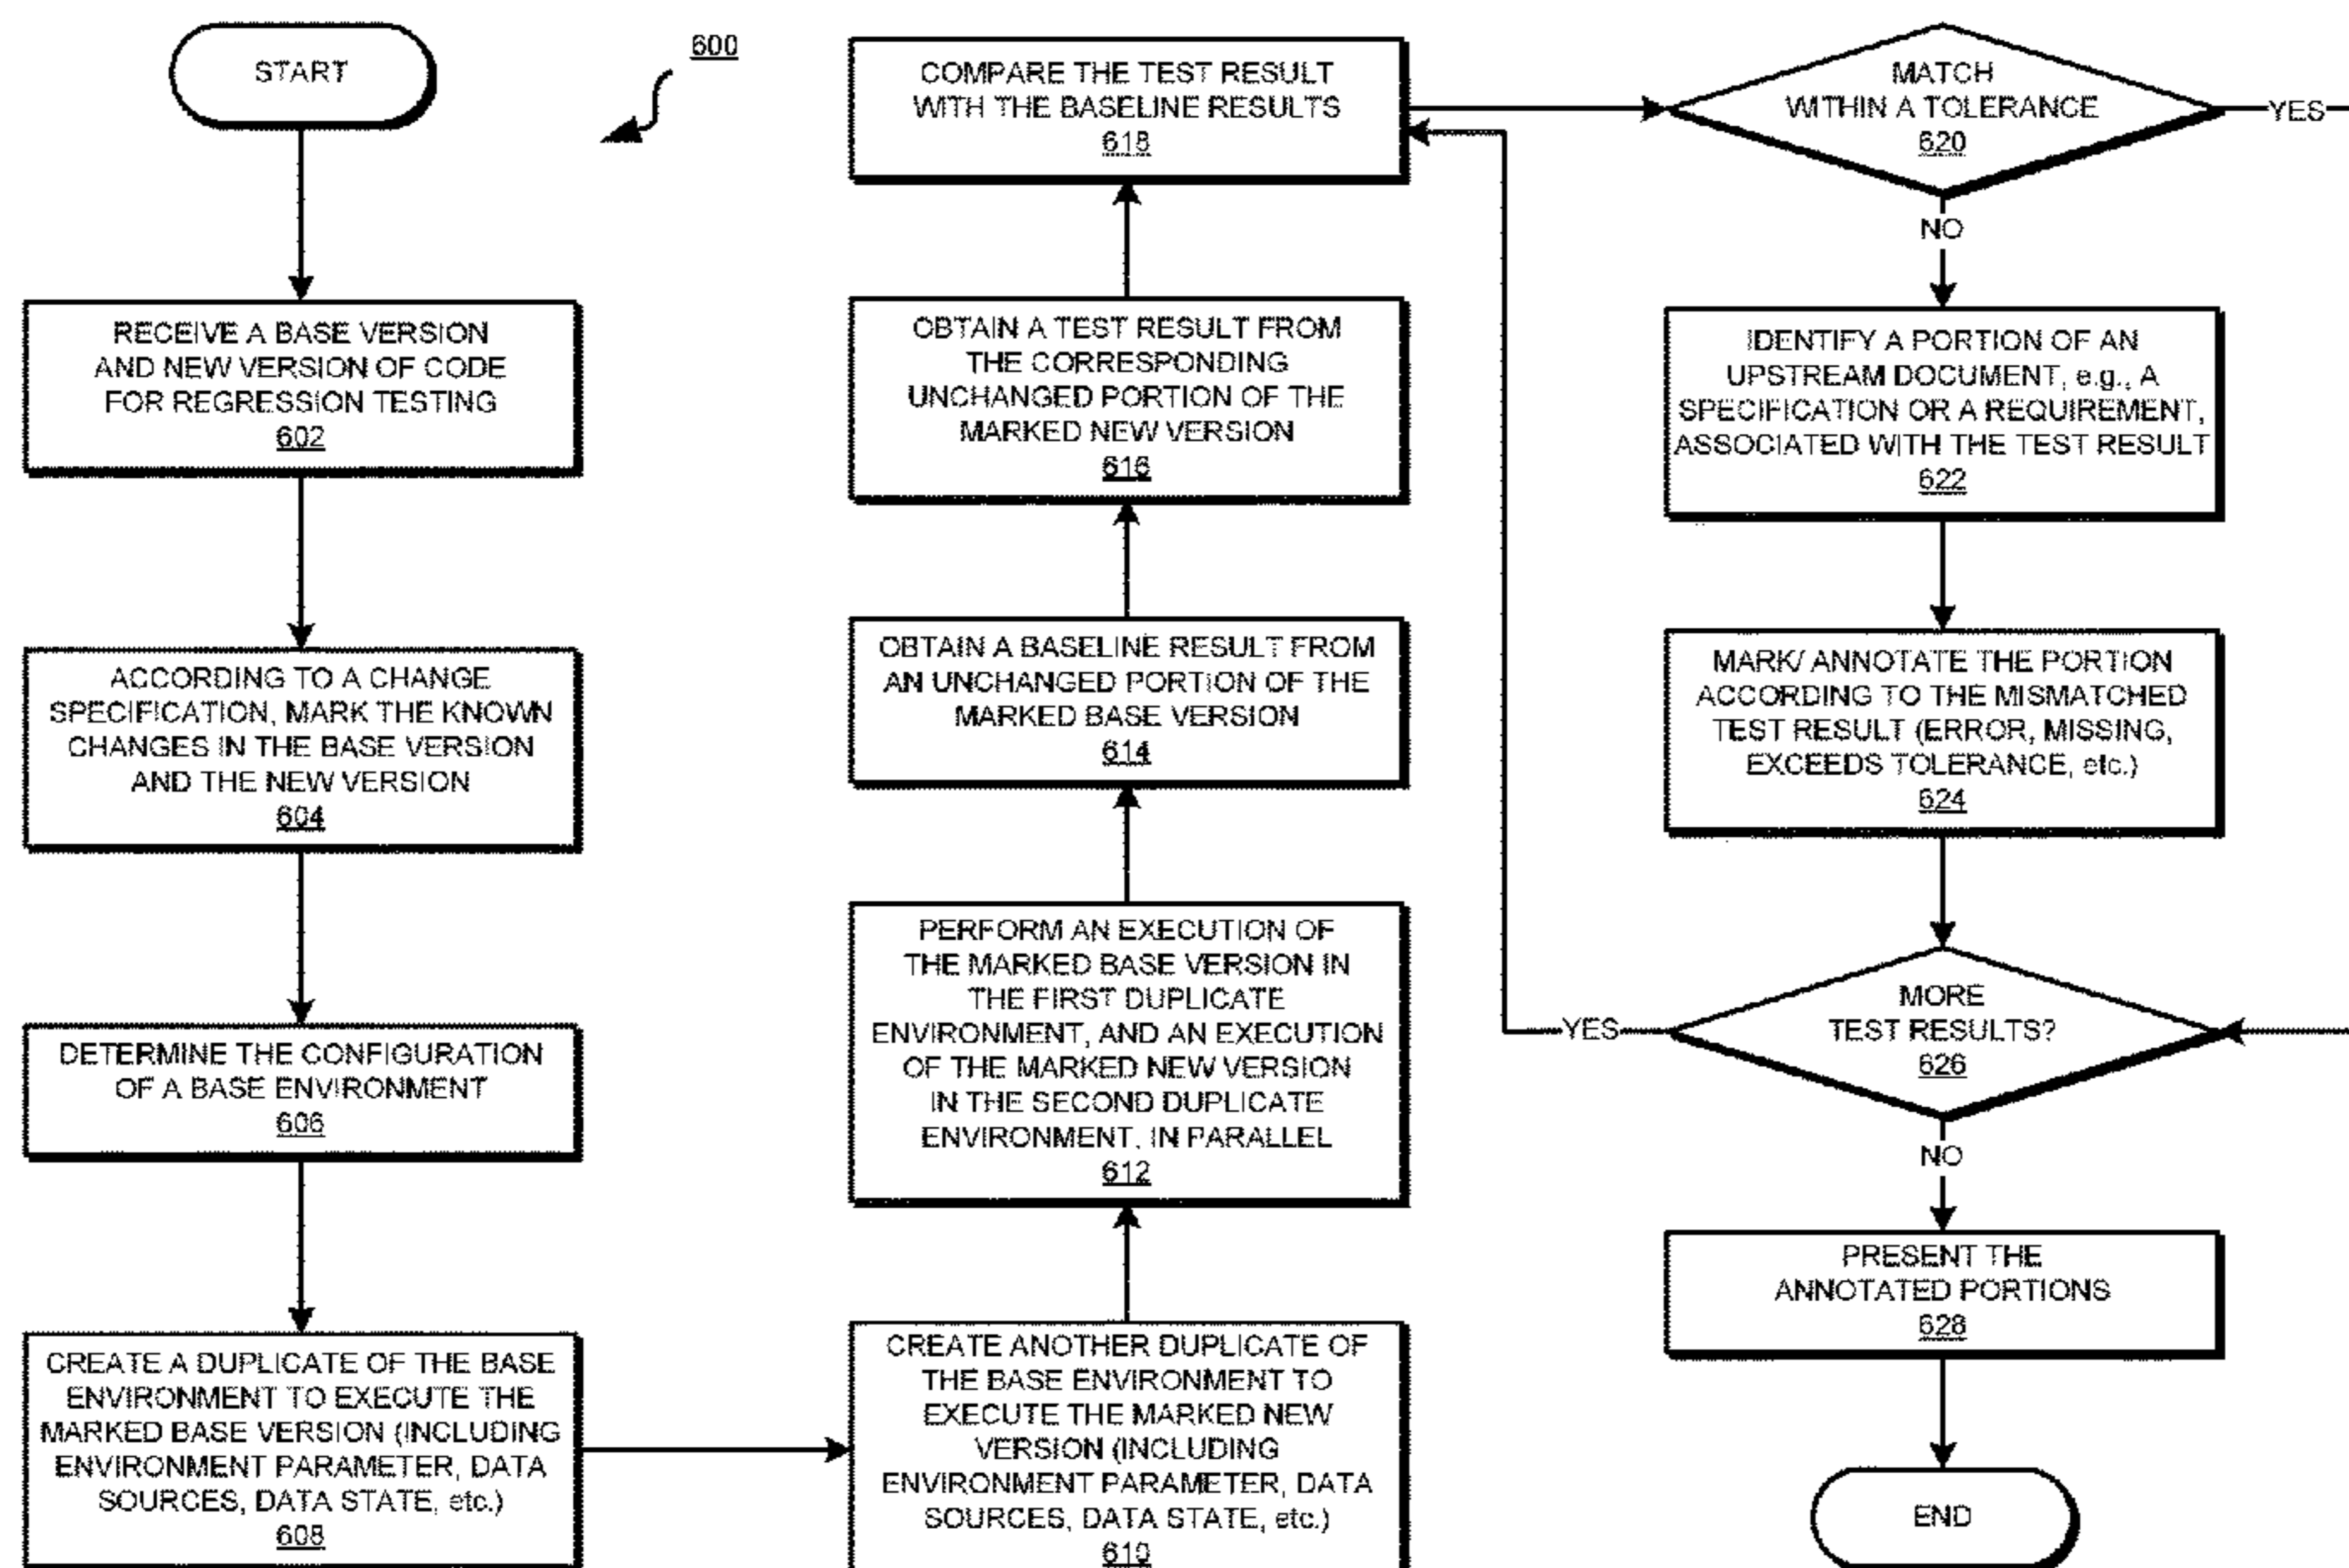 START
600
RECEIVE A BASE VERSION
AND NEW VERSION OF CODE
FOR REGRESSION TESTING
602
ACCORDING TO A CHANGE
SPECIFICATION, MARK THE KNOWN
CHANGES IN THE BASE VERSION
AND THE NEW VERSION
604
DETERMINE THE CONFIGURATION
OF A BASE ENVIRONMENT
606
CREATE A DUPLICATE OF THE BASE
ENVIRONMENT TO EXECUTE THE
MARKED BASE VERSION (INCLUDING
ENVIRONMENT PARAMETER, DATA
SOURCES, DATA STATE, etc.)
608
CREATE ANOTHER DUPLICATE OF
THE BASE ENVIRONMENT TO
EXECUTE THE MARKED NEW
VERSION (INCLUDING
ENVIRONMENT PARAMETER, DATA
SOURCES, DATA STATE, etc.)
610
PERFORM AN EXECUTION OF
THE MARKED BASE VERSION IN
THE FIRST DUPLICATE
ENVIRONMENT, AND AN EXECUTION
OF THE MARKED NEW VERSION
IN THE SECOND DUPLICATE
ENVIRONMENT, IN PARALLEL
612
OBTAIN A BASELINE RESULT FROM
AN UNCHANGED PORTION OF THE
MARKED BASE VERSION
614
OBTAIN A TEST RESULT FROM
THE CORRESPONDING
UNCHANGED PORTION OF THE
MARKED NEW VERSION
616
COMPARE THE TEST RESULT
WITH THE BASELINE RESULTS
618
MATCH
WITHIN A TOLERANCE
620
YES
NO
IDENTIFY A PORTION OF AN
UPSTREAM DOCUMENT, e.g., A
SPECIFICATION OR A REQUIREMENT,
ASSOCIATED WITH THE TEST RESULT
622
MARK/ ANNOTATE THE PORTION
ACCORDING TO THE MISMATCHED
TEST RESULT (ERROR, MISSING,
EXCEEDS TOLERANCE, etc.)
624
MORE
TEST RESULTS?
626
YES
NO
PRESENT THE
ANNOTATED PORTIONS
628
END